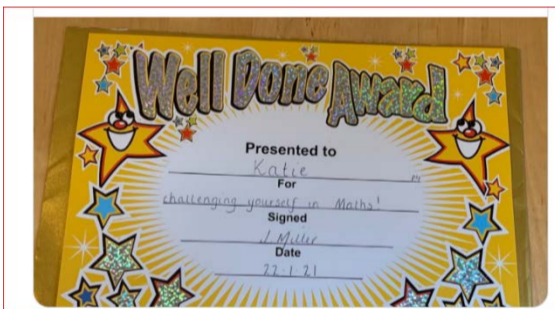 Well Done Award
Presented to
Katie
For
challenging yourself in Maths!
Signed
J Miller
Date
22.1.21